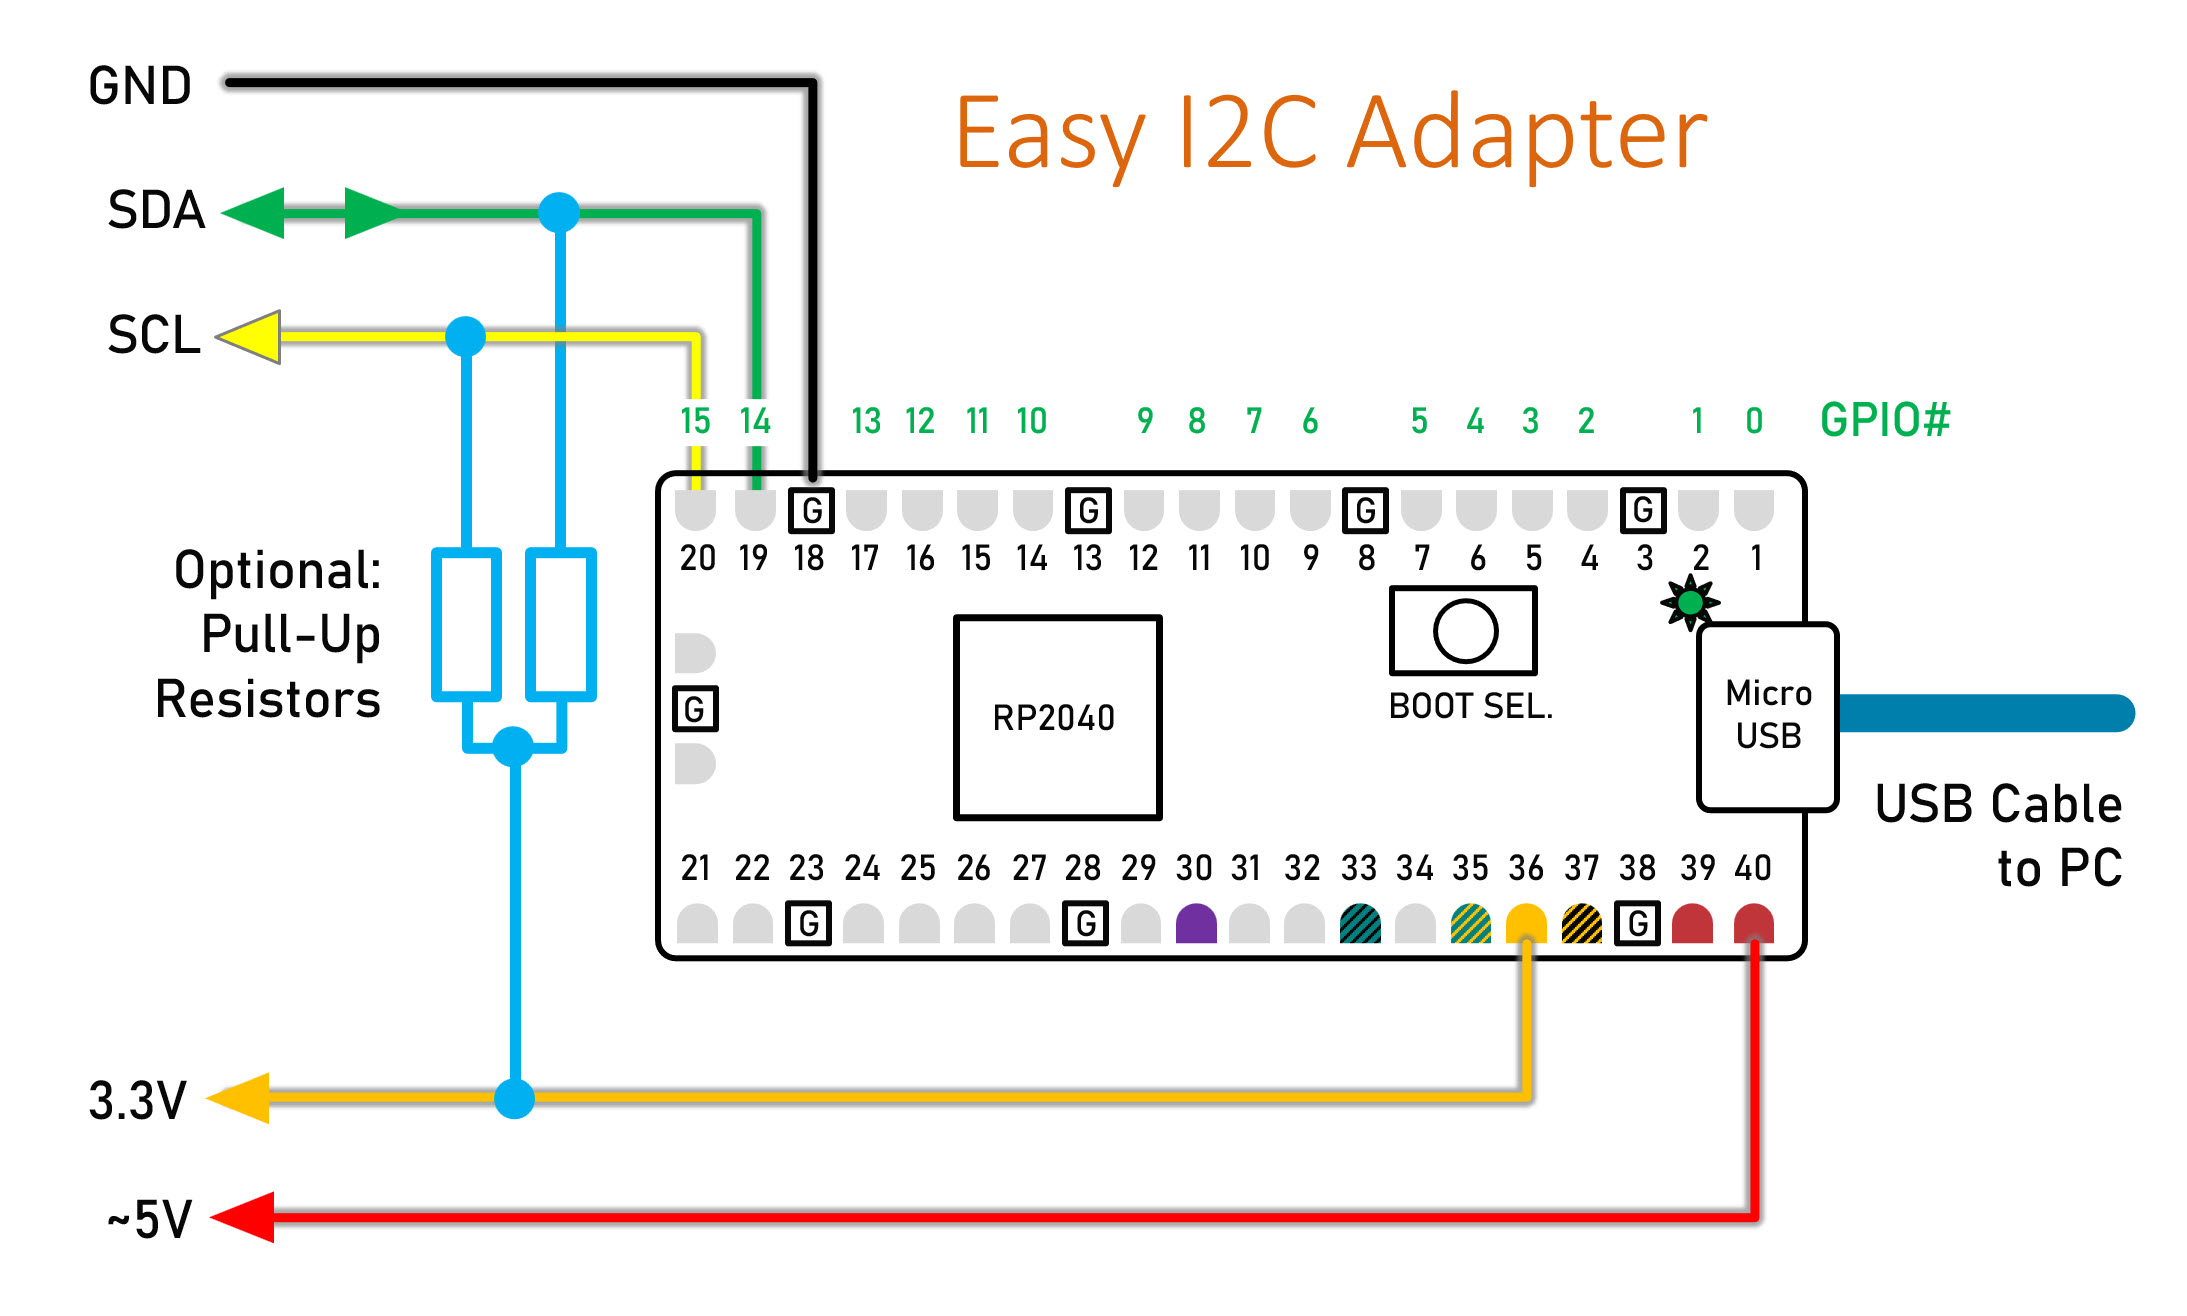 GND
Easy I2C Adapter
SDA
SCL
15 14 13 12 11 10 9 8 7 6 5 4 3 2 1 0 GPIO#
G G G G
20 19 18 17 16 15 14 13 12 11 10 9 8 7 6 5 4 3 2 1
Optional:
Pull-Up
Resistors
G
RP2040
BOOT SEL.
Micro
USB
USB Cable
to PC
21 22 23 24 25 26 27 28 29 30 31 32 33 34 35 36 37 38 39 40
G G G
3.3V
~5V